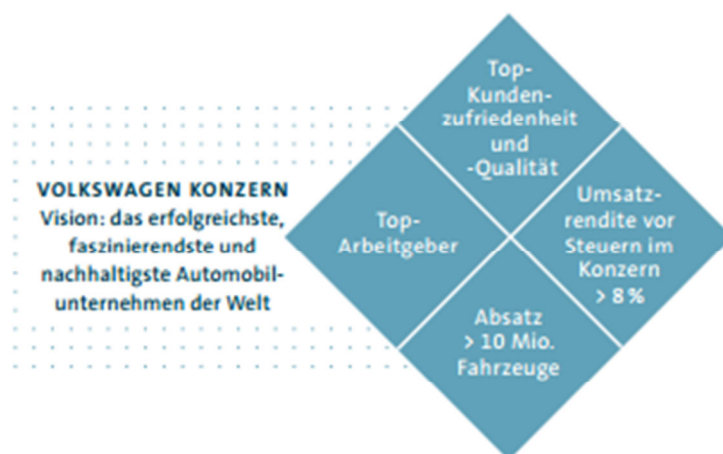 VOLKSWAGEN KONZERN
Vision: das erfolgreichste,
faszinierendste und
nachhaltigste Automobil-
unternehmen der Welt
Top-
Kunden-
zufriedenheit
und
-Qualität
Top-
Arbeitgeber
Umsatz-
rendite vor
Steuern im
Konzern
> 8 %
Absatz
> 10 Mio.
Fahrzeuge